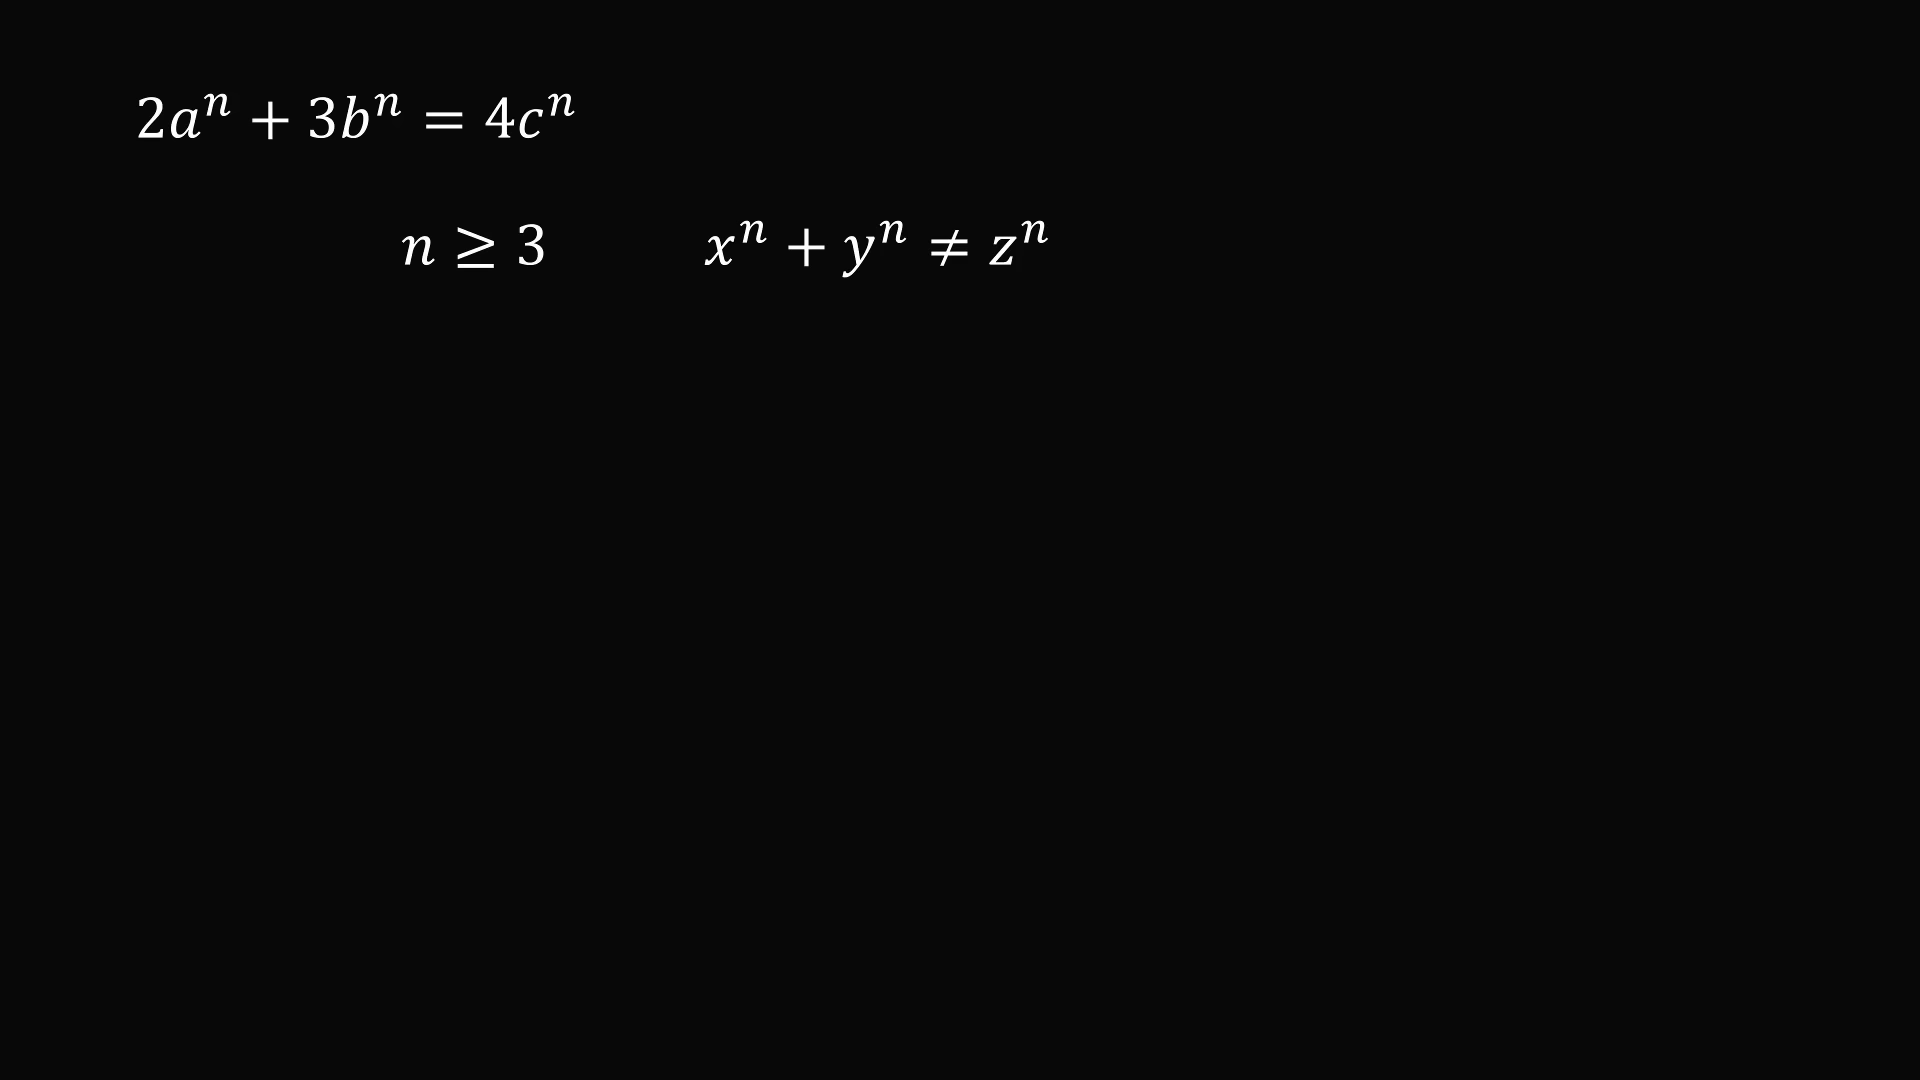 2aⁿ + 3bⁿ = 4cⁿ
n ≥ 3 xⁿ + yⁿ ≠ zⁿ